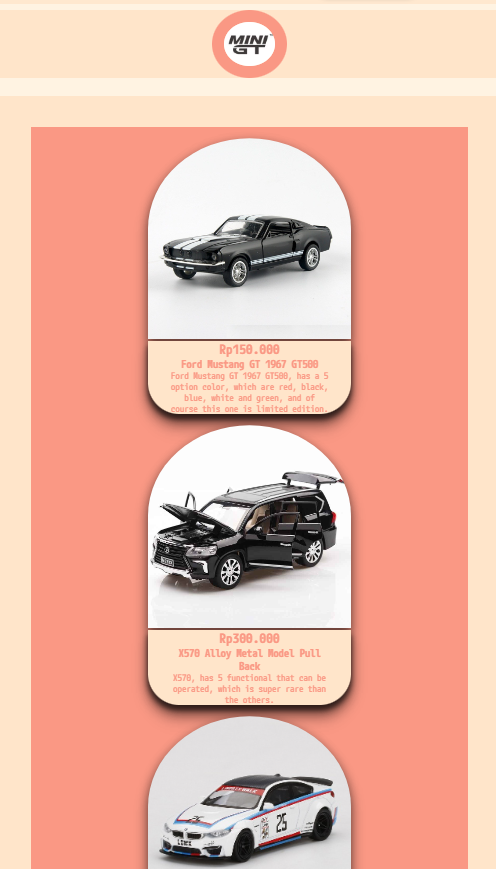 MINI
GT
Rp150.000
Ford Mustang GT 1967 GT500
Ford Mustang GT 1967 GT500, has a 5
option color, which are red, black,
blue, white and green, and of
course this one is limited edition.
Rp300.000
X570 Alloy Metal Model Pull
Back
X570, has 5 functional that can be
operated, which is super rare than
the others.
25